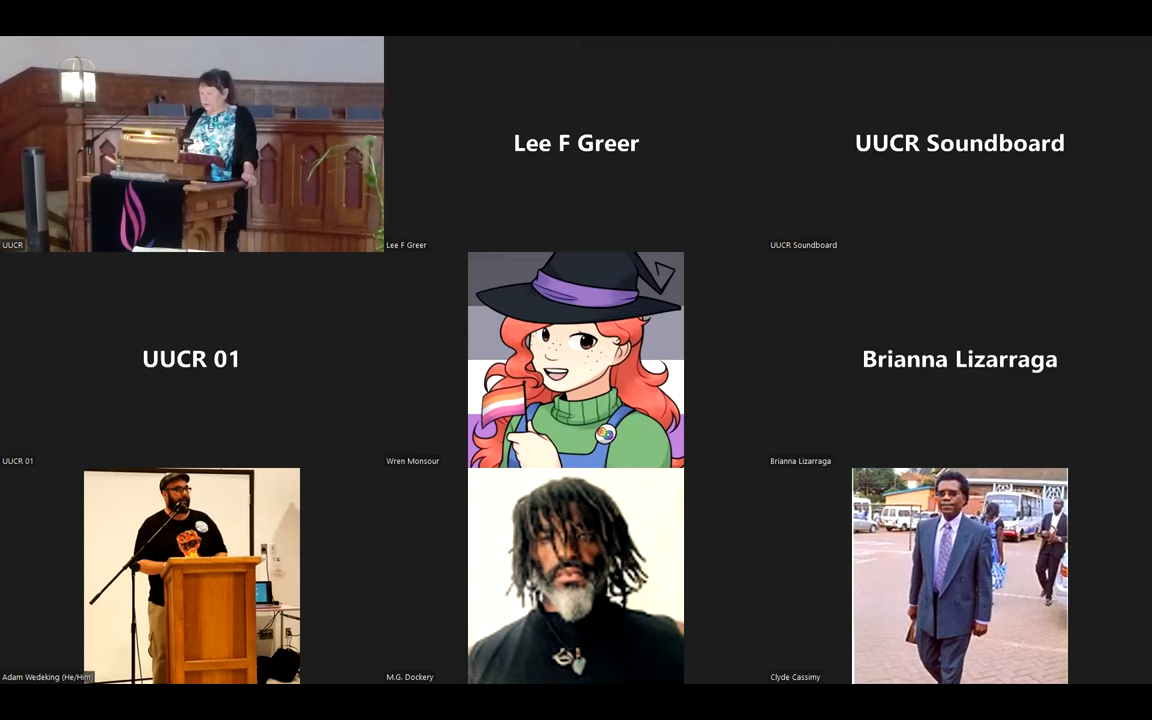 Lee F Greer
UUCR Soundboard
UUCR
Lee F Greer
UUCR Soundboard
UUCR 01
Brianna Lizarraga
UUCR 01
Wren Monsour
Brianna Lizarraga
Adam Wedeking (He/Him)
M.G. Dockery
Clyde Cassimy